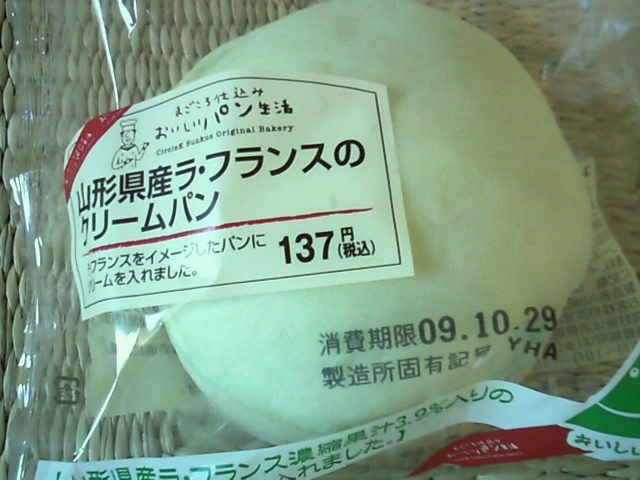 まごころ仕込み
おいしいパン生活
CircleK Sunkus Original Bakery
山形県産ラ・フランスの
クリームパン
フランスをイメージしたパンに
クリームを入れました。
137円(税込)
消費期限09.10.29
製造所固有記号 YHA
山形県産ラ・フランス濃縮果汁3.9%入りの
入れました。
おいしい